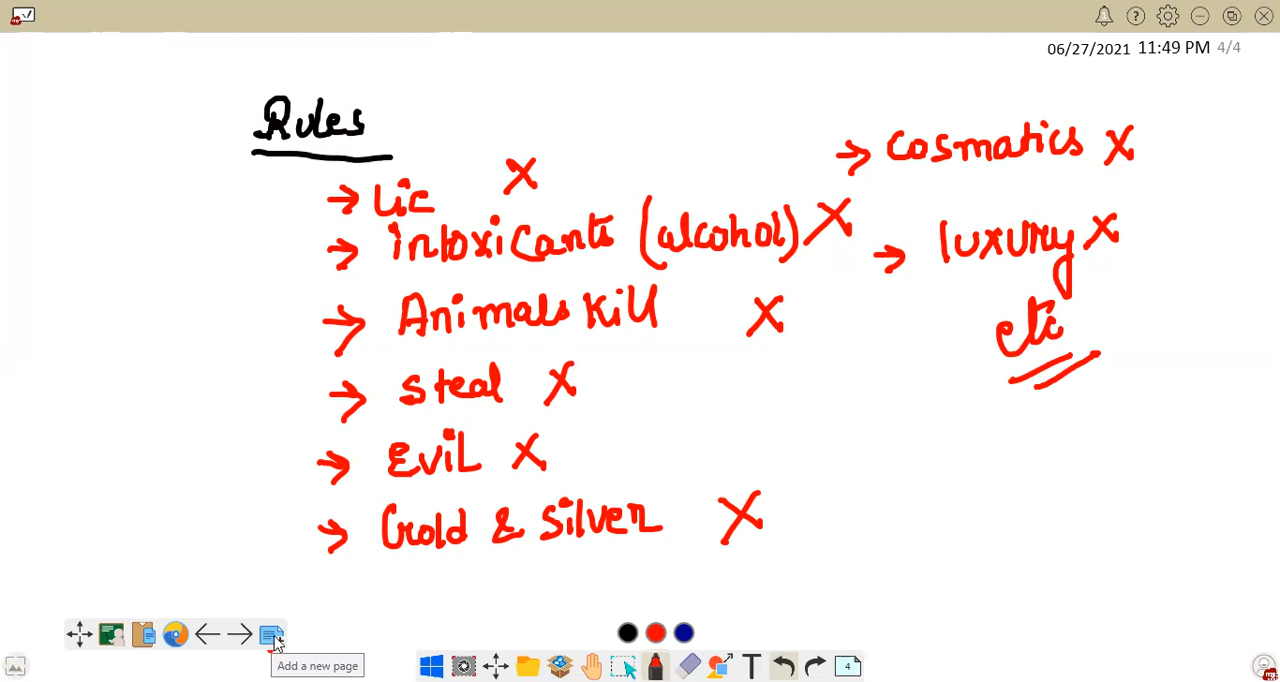 06/27/2021 11:49 PM 4/4
Rules
→ Lie X
→ intoxicants (alcohol) X
→ Animals Kill X
→ steal X
→ Evil X
→ Gold & silver X
→ cosmatics X
→ luxury X
etc
Add a new page
4